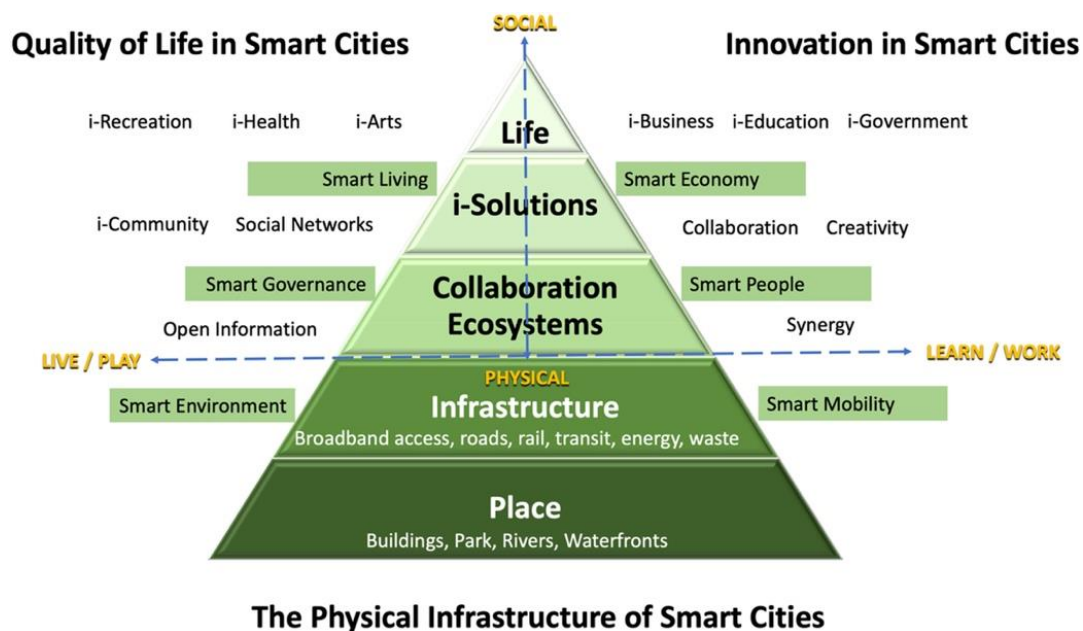 SOCIAL
Quality of Life in Smart Cities
Innovation in Smart Cities
i-Recreation i-Health i-Arts
Life
i-Business i-Education i-Government
Smart Living
Smart Economy
i-Solutions
i-Community Social Networks
Collaboration Creativity
Smart Governance
Collaboration
Ecosystems
Smart People
Open Information
Synergy
LIVE / PLAY
LEARN / WORK
PHYSICAL
Smart Environment
Infrastructure
Smart Mobility
Broadband access, roads, rail, transit, energy, waste
Place
Buildings, Park, Rivers, Waterfronts
The Physical Infrastructure of Smart Cities